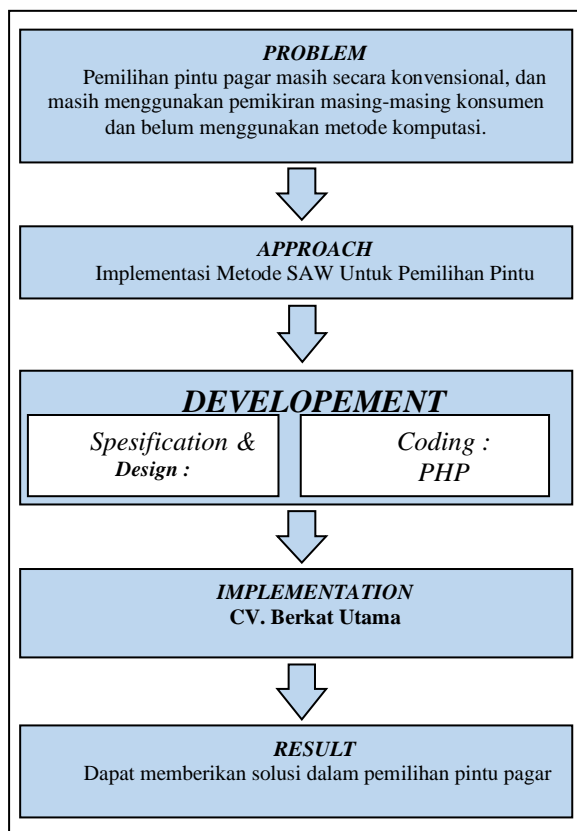 PROBLEM
Pemilihan pintu pagar masih secara konvensional, dan
masih menggunakan pemikiran masing-masing konsumen
dan belum menggunakan metode komputasi.
APPROACH
Implementasi Metode SAW Untuk Pemilihan Pintu
DEVELOPEMENT
Spesification &
Design :
Coding :
PHP
IMPLEMENTATION
CV. Berkat Utama
RESULT
Dapat memberikan solusi dalam pemilihan pintu pagar